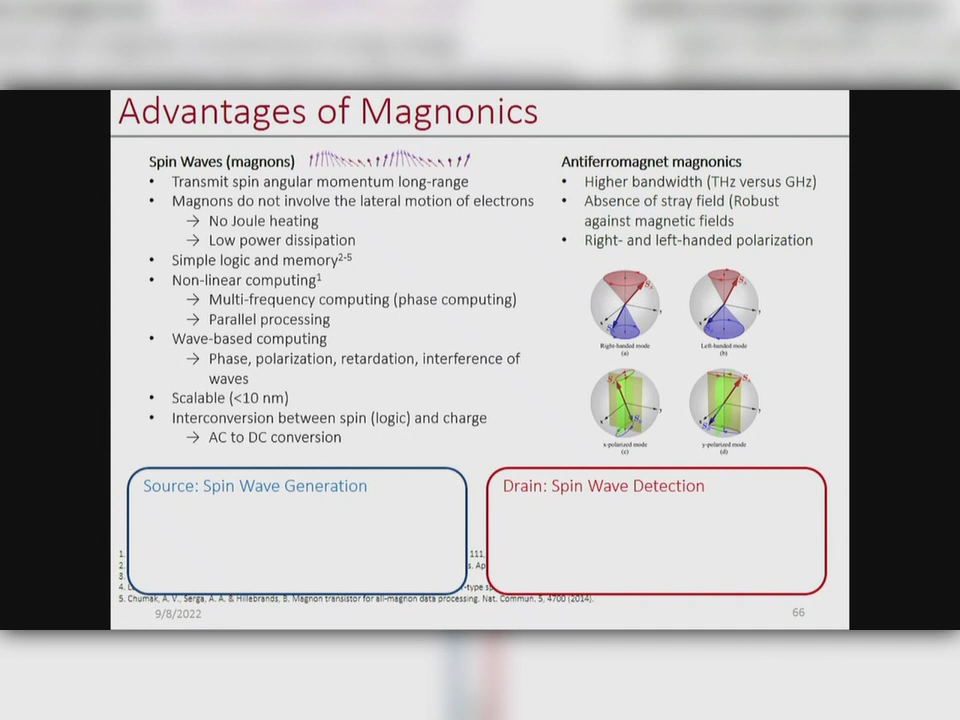 Advantages of Magnonics
Spin Waves (magnons)
• Transmit spin angular momentum long-range
• Magnons do not involve the lateral motion of electrons
→ No Joule heating
→ Low power dissipation
• Simple logic and memory2-5
• Non-linear computing1
→ Multi-frequency computing (phase computing)
→ Parallel processing
• Wave-based computing
→ Phase, polarization, retardation, interference of
waves
• Scalable (<10 nm)
• Interconversion between spin (logic) and charge
→ AC to DC conversion
Antiferromagnet magnonics
• Higher bandwidth (THz versus GHz)
• Absence of stray field (Robust
against magnetic fields
• Right- and left-handed polarization
Right-handed mode
(a)
Left-handed mode
(b)
x-polarized mode
(c)
y-polarized mode
(d)
Source: Spin Wave Generation
Drain: Spin Wave Detection
1. 111,
2. s. Ap
3.
4.
5. Chumak, A. V., Serga, A. A. & Hillebrands, B. Magnon transistor for all-magnon data processing. Nat. Commun. 5, 4700 (2014).
9/8/2022
66